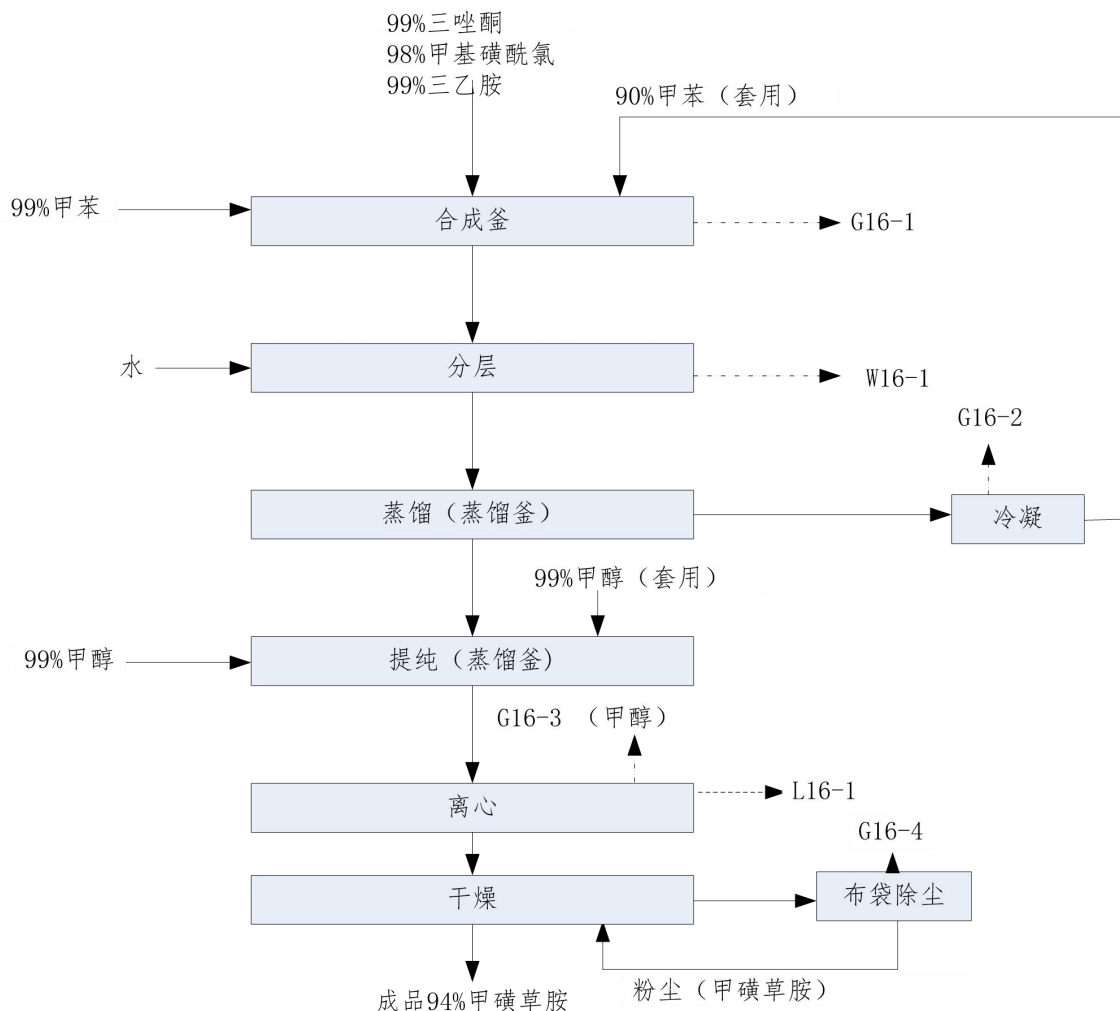 99%三唑酮
98%甲基磺酰氯
99%三乙胺
90%甲苯（套用）
99%甲苯
合成釜
G16-1
水
分层
W16-1
G16-2
蒸馏（蒸馏釜）
冷凝
99%甲醇（套用）
99%甲醇
提纯（蒸馏釜）
G16-3 （甲醇）
离心
L16-1
G16-4
干燥
布袋除尘
粉尘（甲磺草胺）
成品94%甲磺草胺